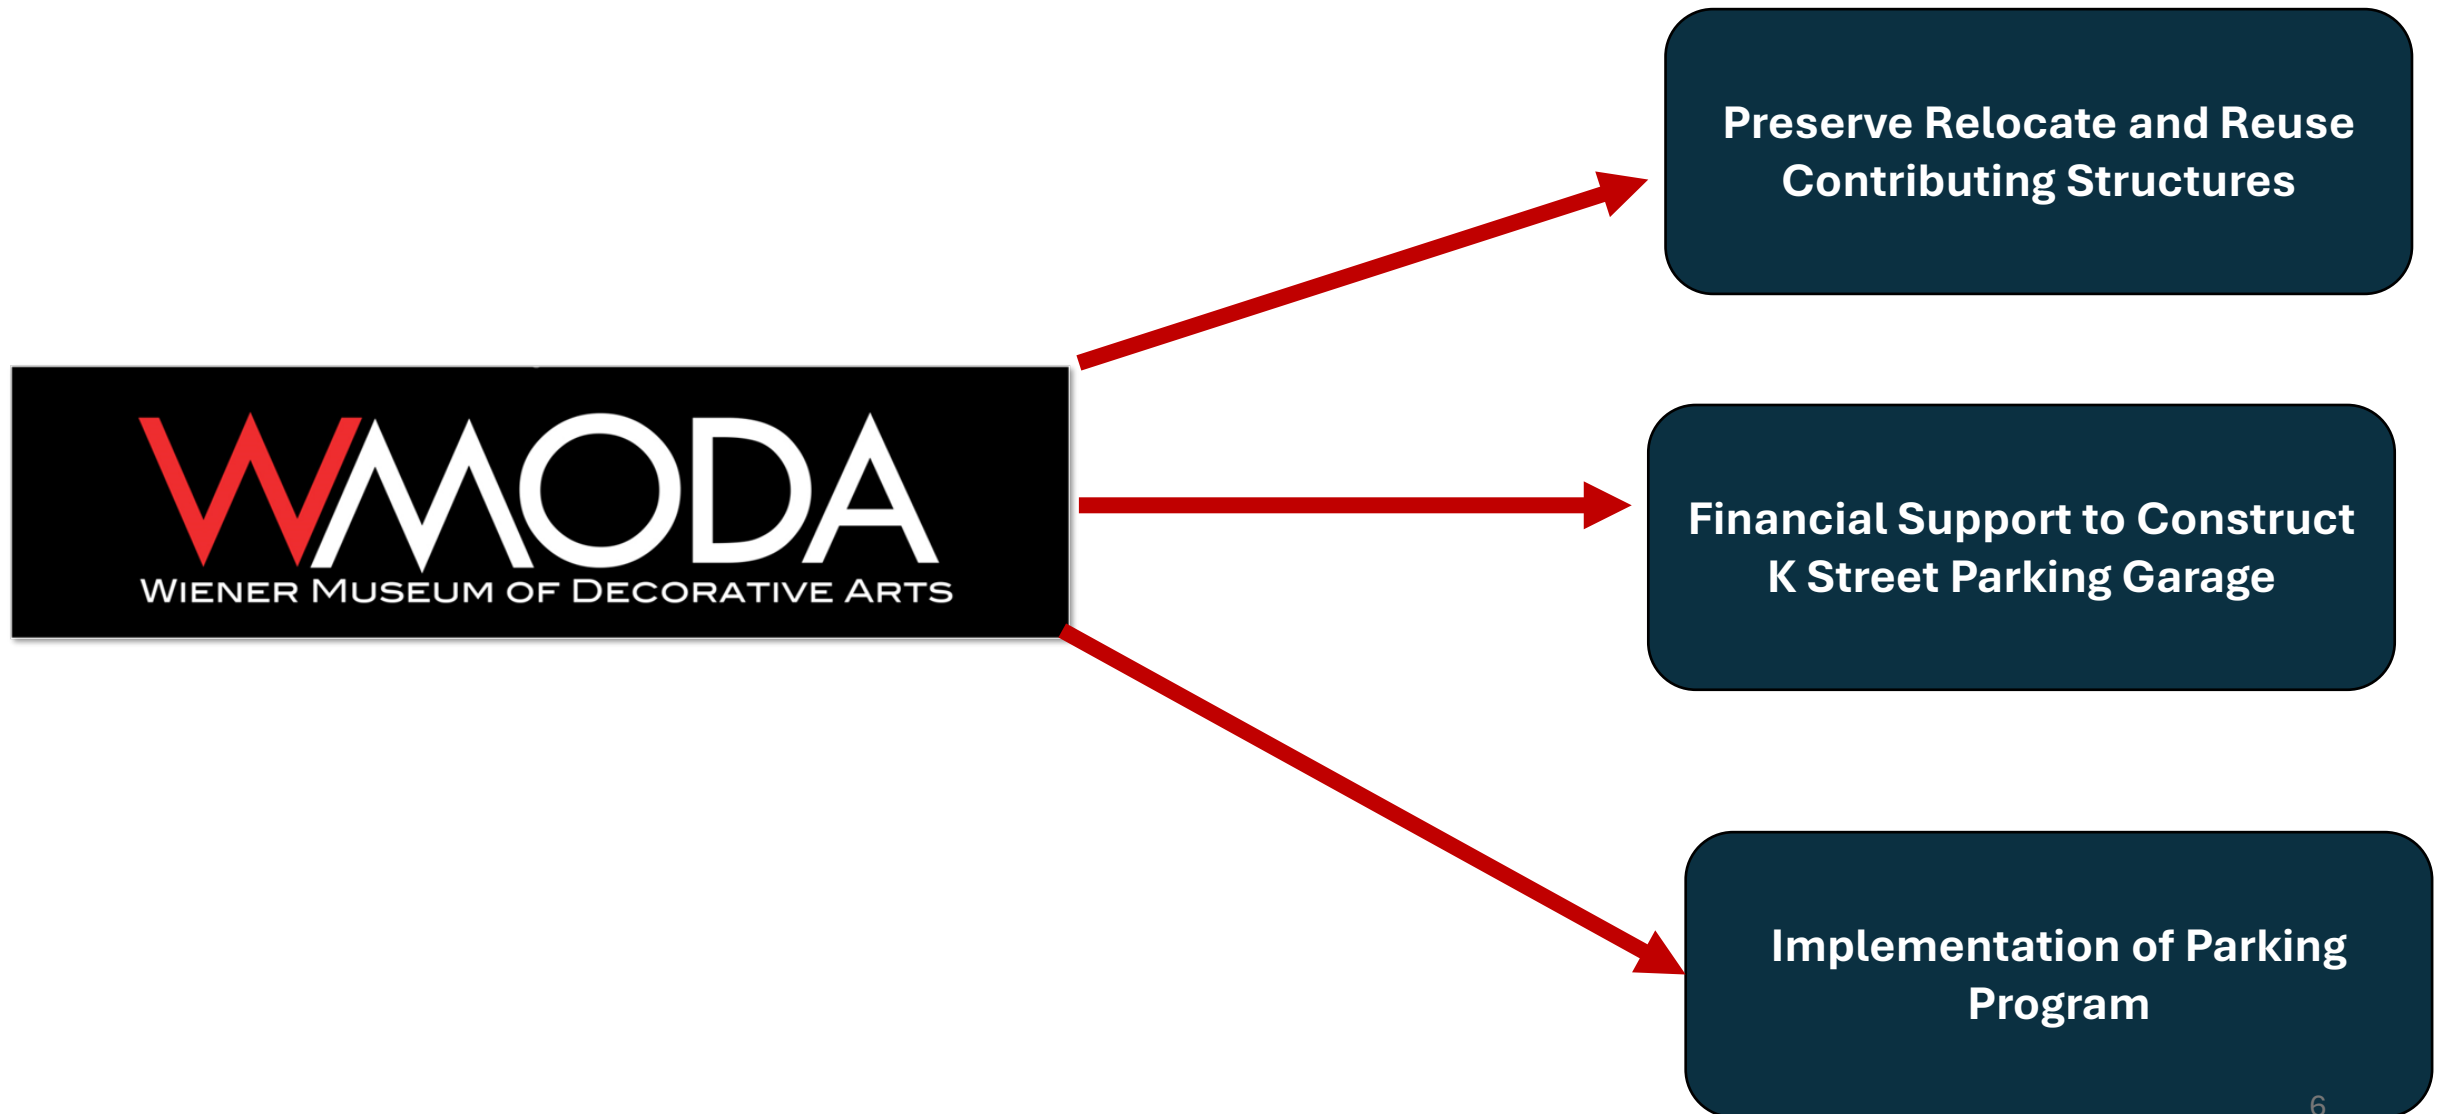 WMODA
WIENER MUSEUM OF DECORATIVE ARTS
Preserve Relocate and Reuse
Contributing Structures
Financial Support to Construct
K Street Parking Garage
Implementation of Parking
Program
6